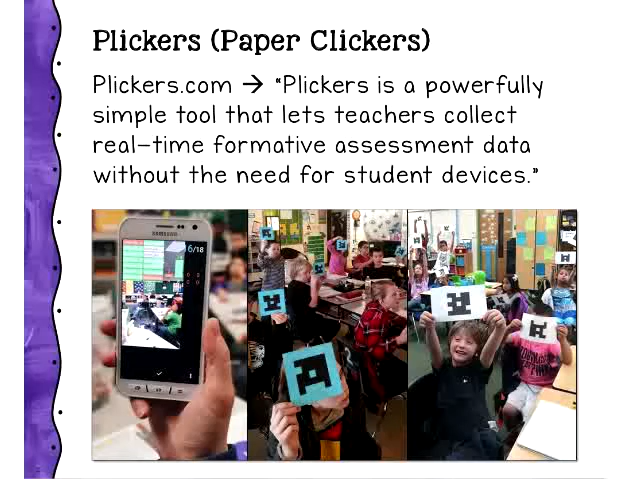 Plickers (Paper Clickers)
Plickers.com → “Plickers is a powerfully
simple tool that lets teachers collect
real-time formative assessment data
without the need for student devices.”
SAMSUNG
6/18